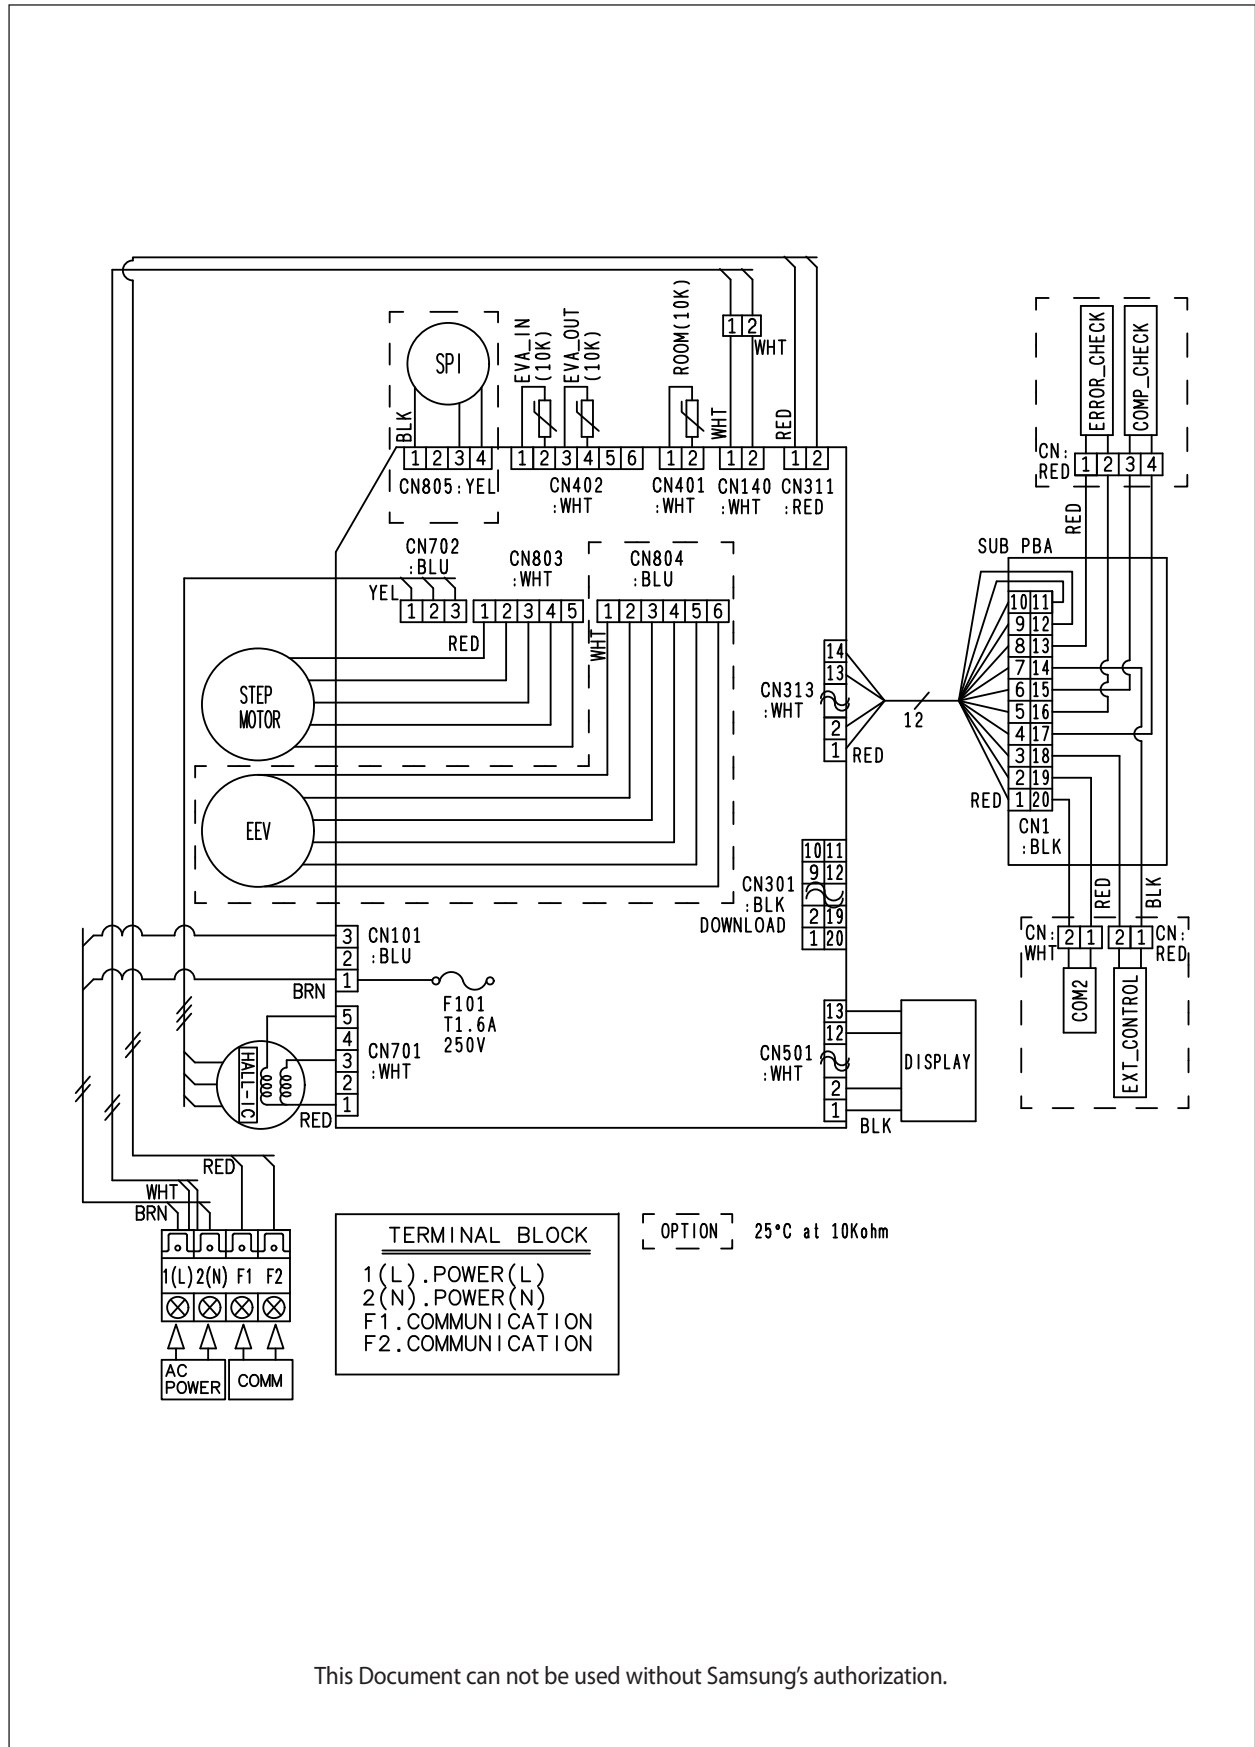 SPI
EVA_IN
(10K)
EVA_OUT
(10K)
ROOM(10K)
1 2
WHT
BLK
WHT
RED
1 2 3 4
1 2 3 4 5 6
1 2
1 2
1 2
CN805:YEL
CN402
:WHT
CN401
:WHT
CN140
:WHT
CN311
:RED
ERROR_CHECK
COMP_CHECK
CN:
RED
1 2 3 4
RED
SUB PBA
CN702
:BLU
CN803
:WHT
CN804
:BLU
YEL
1 2 3
1 2 3 4 5
1 2 3 4 5 6
RED
WHT
STEP
MOTOR
EEV
14
13
2
1
CN313
:WHT
RED
12
10 11
9 12
8 13
7 14
6 15
5 16
4 17
3 18
2 19
1 20
RED
CN1
:BLK
10 11
9 12
2 19
1 20
CN301
:BLK
DOWNLOAD
RED
BLK
CN:
WHT
2 1
2 1
CN:
RED
COM2
EXT_CONTROL
3
2
1
CN101
:BLU
BRN
F101
T1.6A
250V
5
4
3
2
1
CN701
:WHT
HALL-IC
RED
13
12
2
1
CN501
:WHT
DISPLAY
BLK
RED
WHT
BRN
1(L) 2(N) F1 F2
AC
POWER
COMM
TERMINAL BLOCK
1(L).POWER(L)
2(N).POWER(N)
F1.COMMUNICATION
F2.COMMUNICATION
OPTION
25°C at 10Kohm
This Document can not be used without Samsung’s authorization.